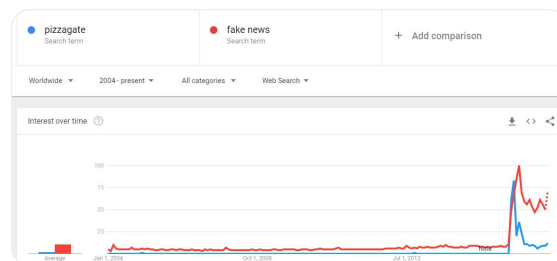 pizzagate
Search term
fake news
Search term
+ Add comparison
Worldwide
2004 - present
All categories
Web Search
Interest over time
100
75
50
25
Note
Average
Jan 1, 2004
Oct 1, 2008
Jul 1, 2013